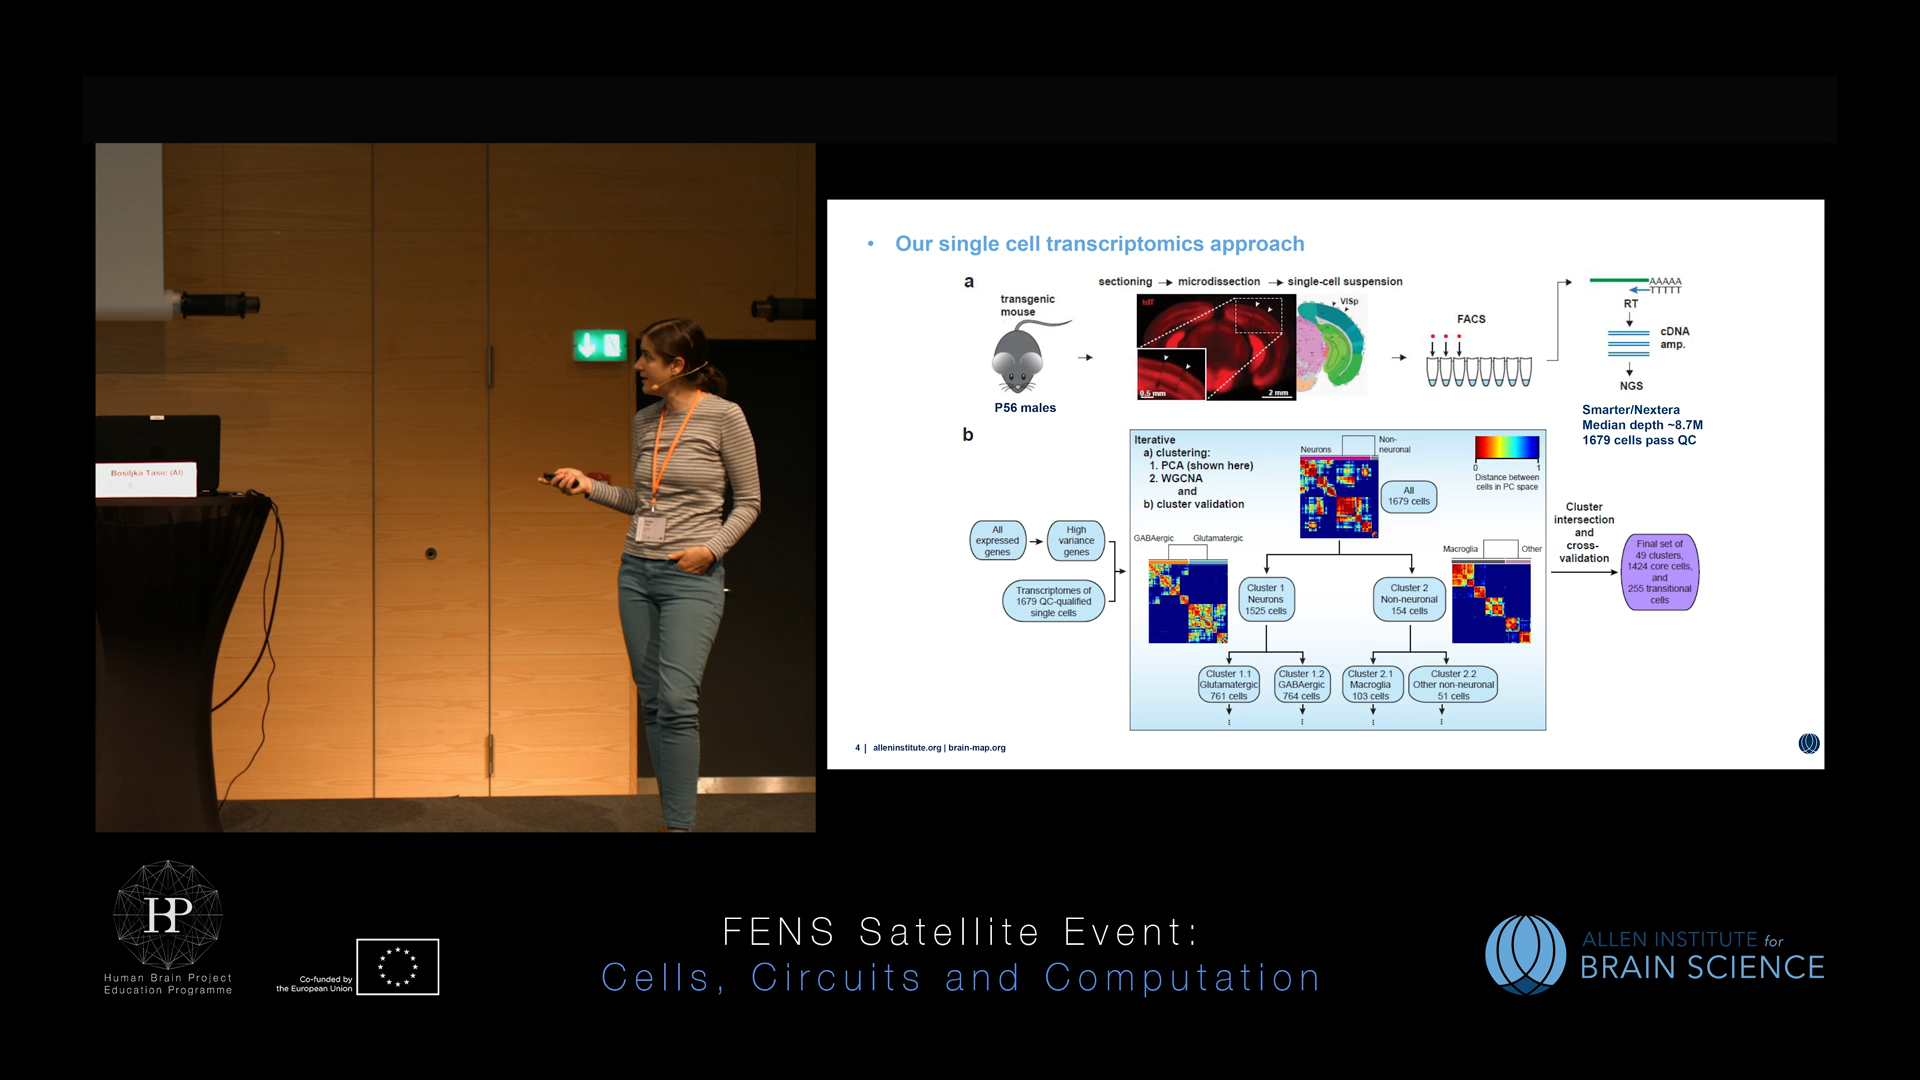 Bosiljka Tasic (AI)
• Our single cell transcriptomics approach
a
sectioning → microdissection → single-cell suspension
transgenic
mouse
P56 males
tdT
0.5 mm
2 mm
VISp
FACS
AAAAA
TTTTT
RT
cDNA
amp.
NGS
Smarter/Nextera
Median depth ~8.7M
1679 cells pass QC
b
All
expressed
genes
High
variance
genes
Transcriptomes of
1679 QC-qualified
single cells
Iterative
a) clustering:
1. PCA (shown here)
2. WGCNA
and
b) cluster validation
Neurons
Non-
neuronal
All
1679 cells
0 1
Distance between
cells in PC space
GABAergic Glutamatergic
Cluster 1
Neurons
1525 cells
Cluster 2
Non-neuronal
154 cells
Macroglia Other
Cluster 1.1
Glutamatergic
761 cells
Cluster 1.2
GABAergic
764 cells
Cluster 2.1
Macroglia
103 cells
Cluster 2.2
Other non-neuronal
51 cells
Cluster
intersection
and
cross-
validation
Final set of
49 clusters,
1424 core cells,
and
255 transitional
cells
4 | alleninstitute.org | brain-map.org
HP
Human Brain Project
Education Programme
Co-funded by
the European Union
FENS Satellite Event:
Cells, Circuits and Computation
ALLEN INSTITUTE for
BRAIN SCIENCE